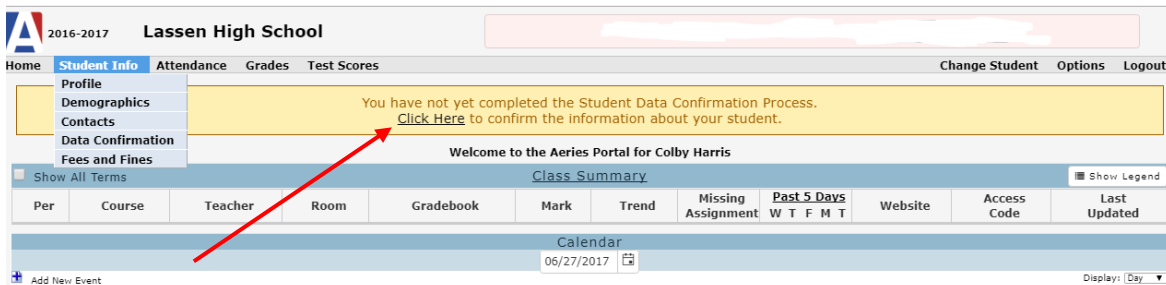 A 2016-2017 Lassen High School
Home Student Info Attendance Grades Test Scores Change Student Options Logout
Profile
Demographics
Contacts
Data Confirmation
Fees and Fines
You have not yet completed the Student Data Confirmation Process.
Click Here to confirm the information about your student.
Welcome to the Aeries Portal for Colby Harris
Show All Terms Class Summary Show Legend
Per Course Teacher Room Gradebook Mark Trend Missing Assignment Past 5 Days W T F M T Website Access Code Last Updated
Calendar
06/27/2017
Add New Event Display: Day